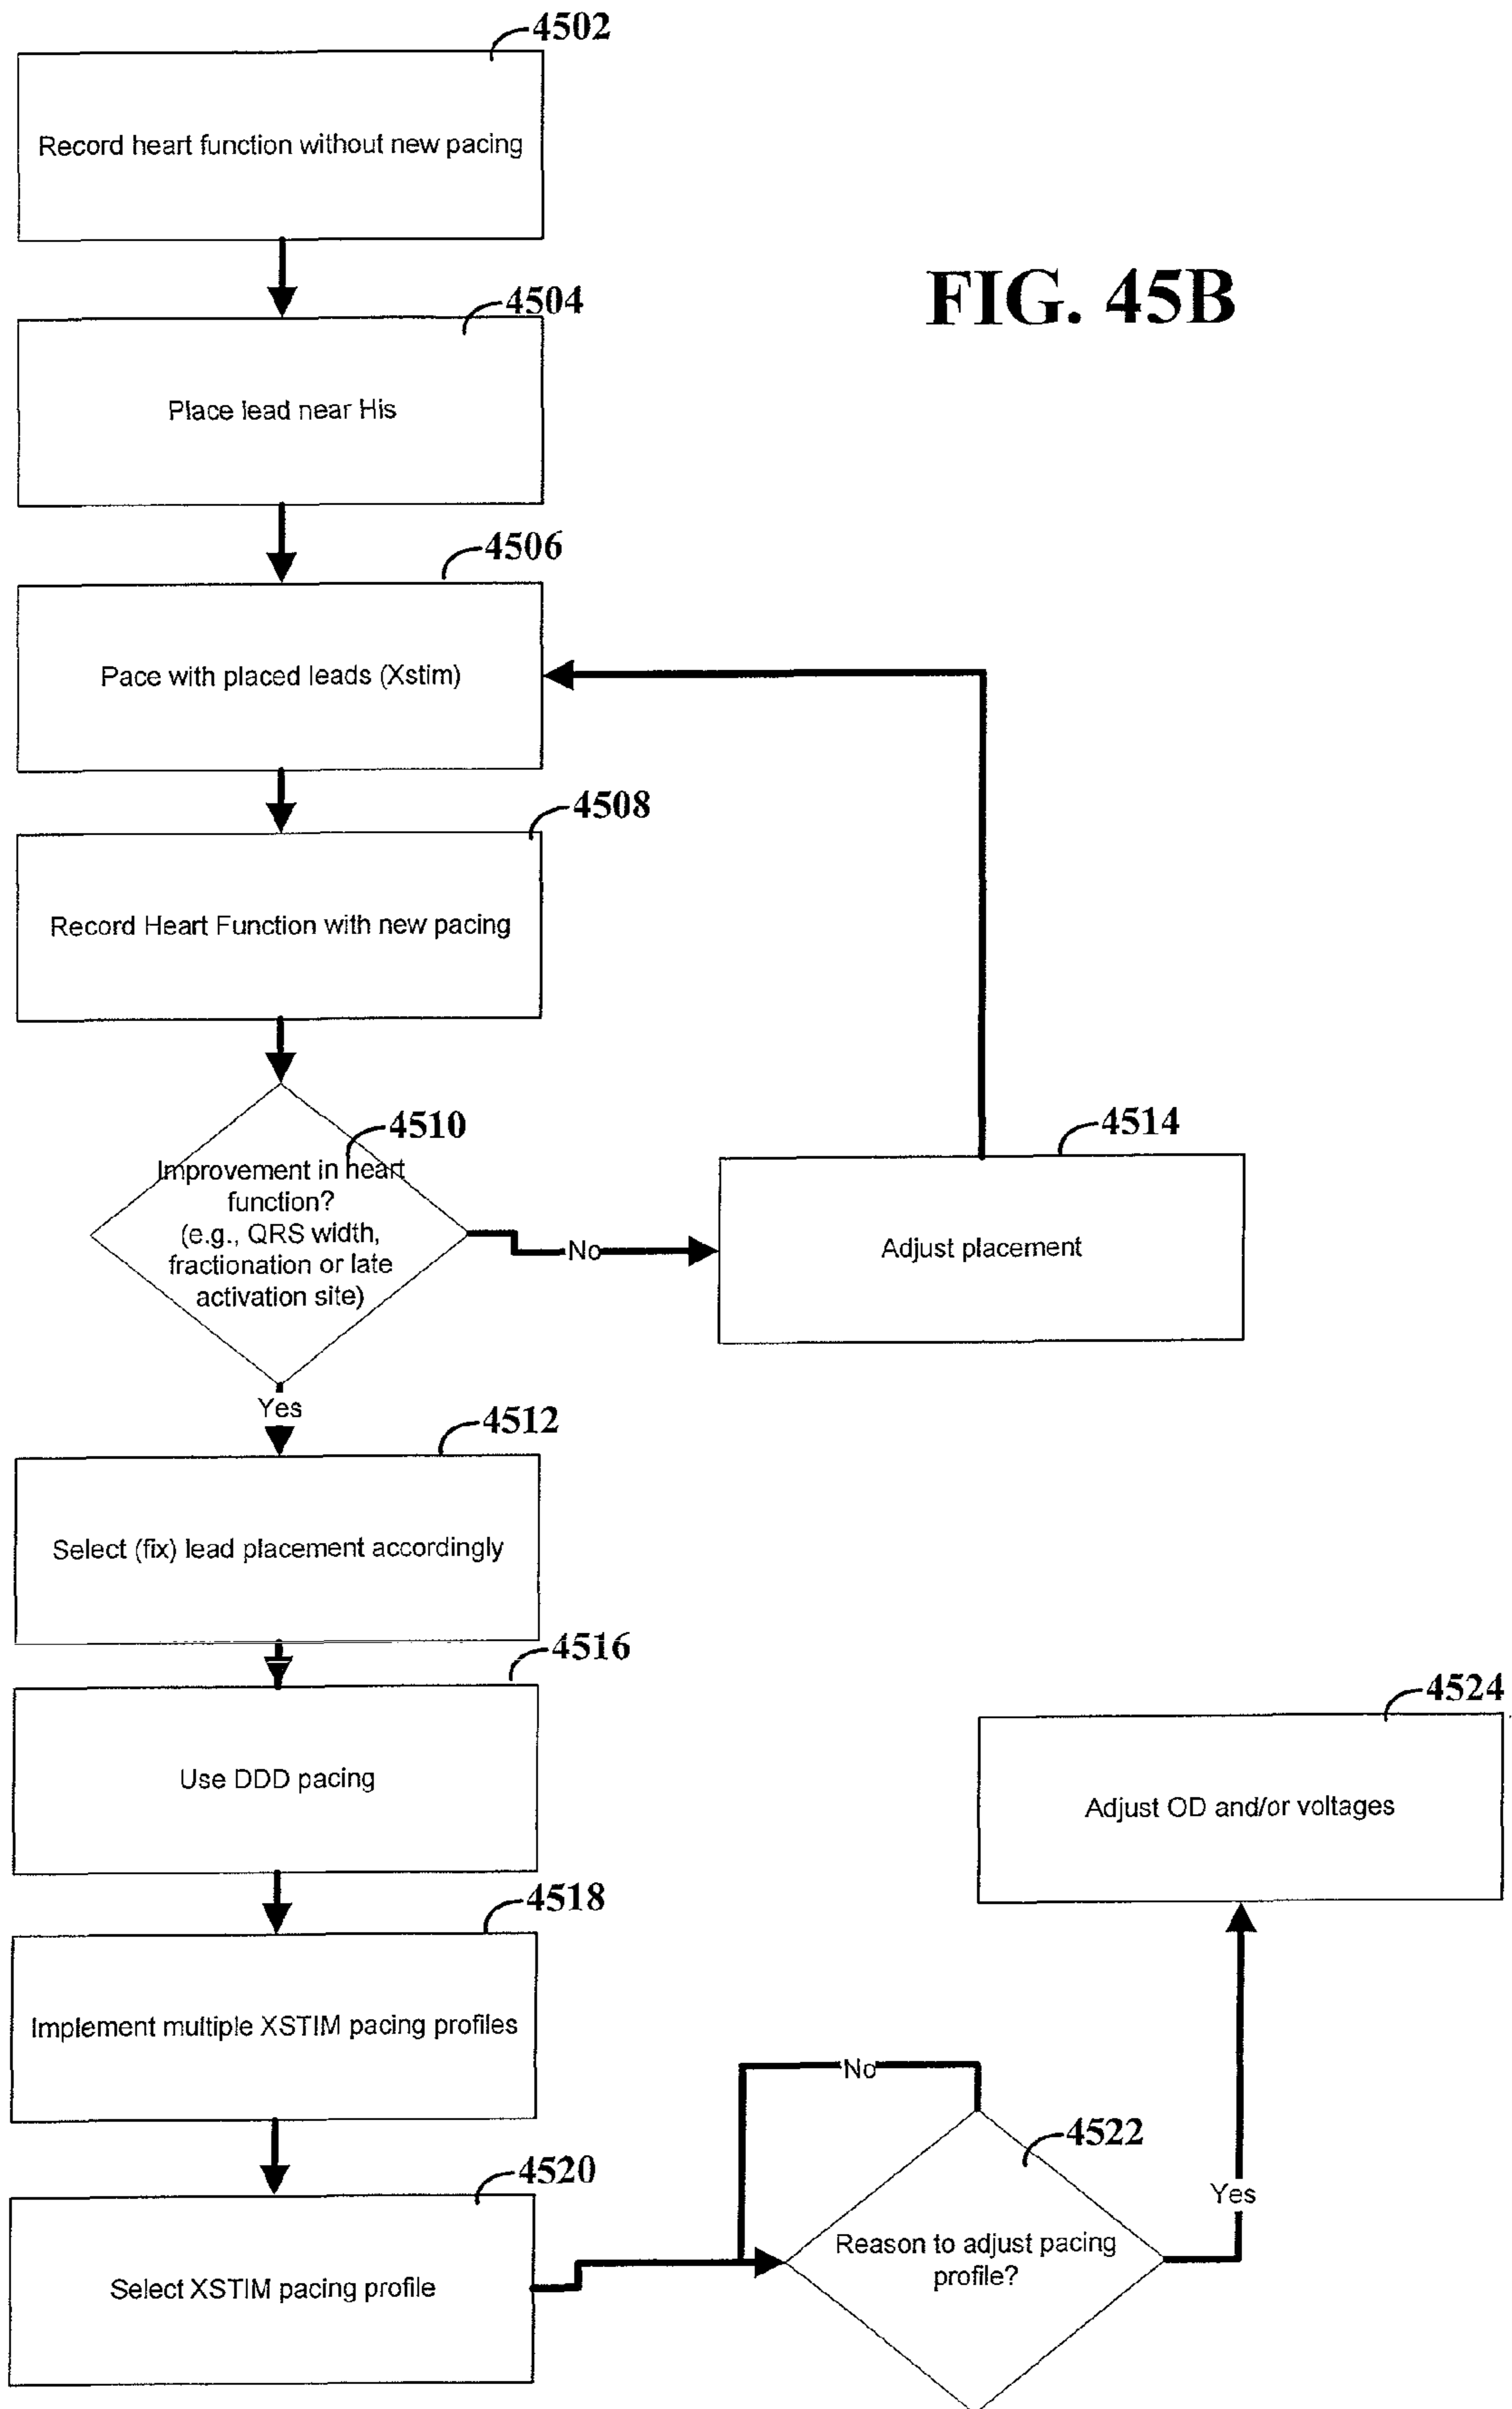 4502
Record heart function without new pacing
FIG. 45B
4504
Place lead near His
4506
Pace with placed leads (Xstim)
4508
Record Heart Function with new pacing
4510
Improvement in heart
function?
(e.g., QRS width,
fractionation or late
activation site)
No
4514
Adjust placement
Yes
4512
Select (fix) lead placement accordingly
4516
Use DDD pacing
4524
Adjust OD and/or voltages
4518
Implement multiple XSTIM pacing profiles
No
4522
Reason to adjust pacing
profile?
Yes
4520
Select XSTIM pacing profile